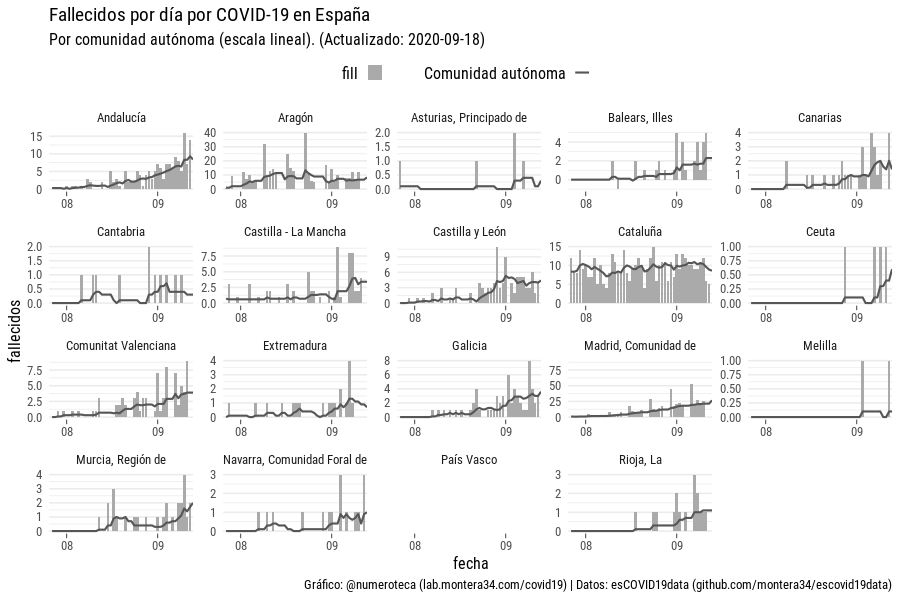 Fallecidos por día por COVID-19 en España
Por comunidad autónoma (escala lineal). (Actualizado: 2020-09-18)
fill Comunidad autónoma
fallecidos
Andalucía Aragón Asturias, Principado de Balears, Illes Canarias
15 10 5 0
40 30 20 10 0
2.0 1.5 1.0 0.5 0.0
4 2 0
4 3 2 1 0
08 09 08 09 08 09 08 09 08 09
Cantabria Castilla - La Mancha Castilla y León Cataluña Ceuta
2.0 1.5 1.0 0.5 0.0
7.5 5.0 2.5 0.0
9 6 3 0
15 10 5 0
1.00 0.75 0.50 0.25 0.00
08 09 08 09 08 09 08 09 08 09
Comunitat Valenciana Extremadura Galicia Madrid, Comunidad de Melilla
7.5 5.0 2.5 0.0
4 3 2 1 0
8 6 4 2 0
75 50 25 0
1.00 0.75 0.50 0.25 0.00
08 09 08 09 08 09 08 09 08 09
Murcia, Región de Navarra, Comunidad Foral de País Vasco Rioja, La
4 3 2 1 0
3 2 1 0
3 2 1 0
08 09 08 09 08 09 08 09
fecha
Gráfico: @numeroteca (lab.montera34.com/covid19) | Datos: esCOVID19data (github.com/montera34/escovid19data)